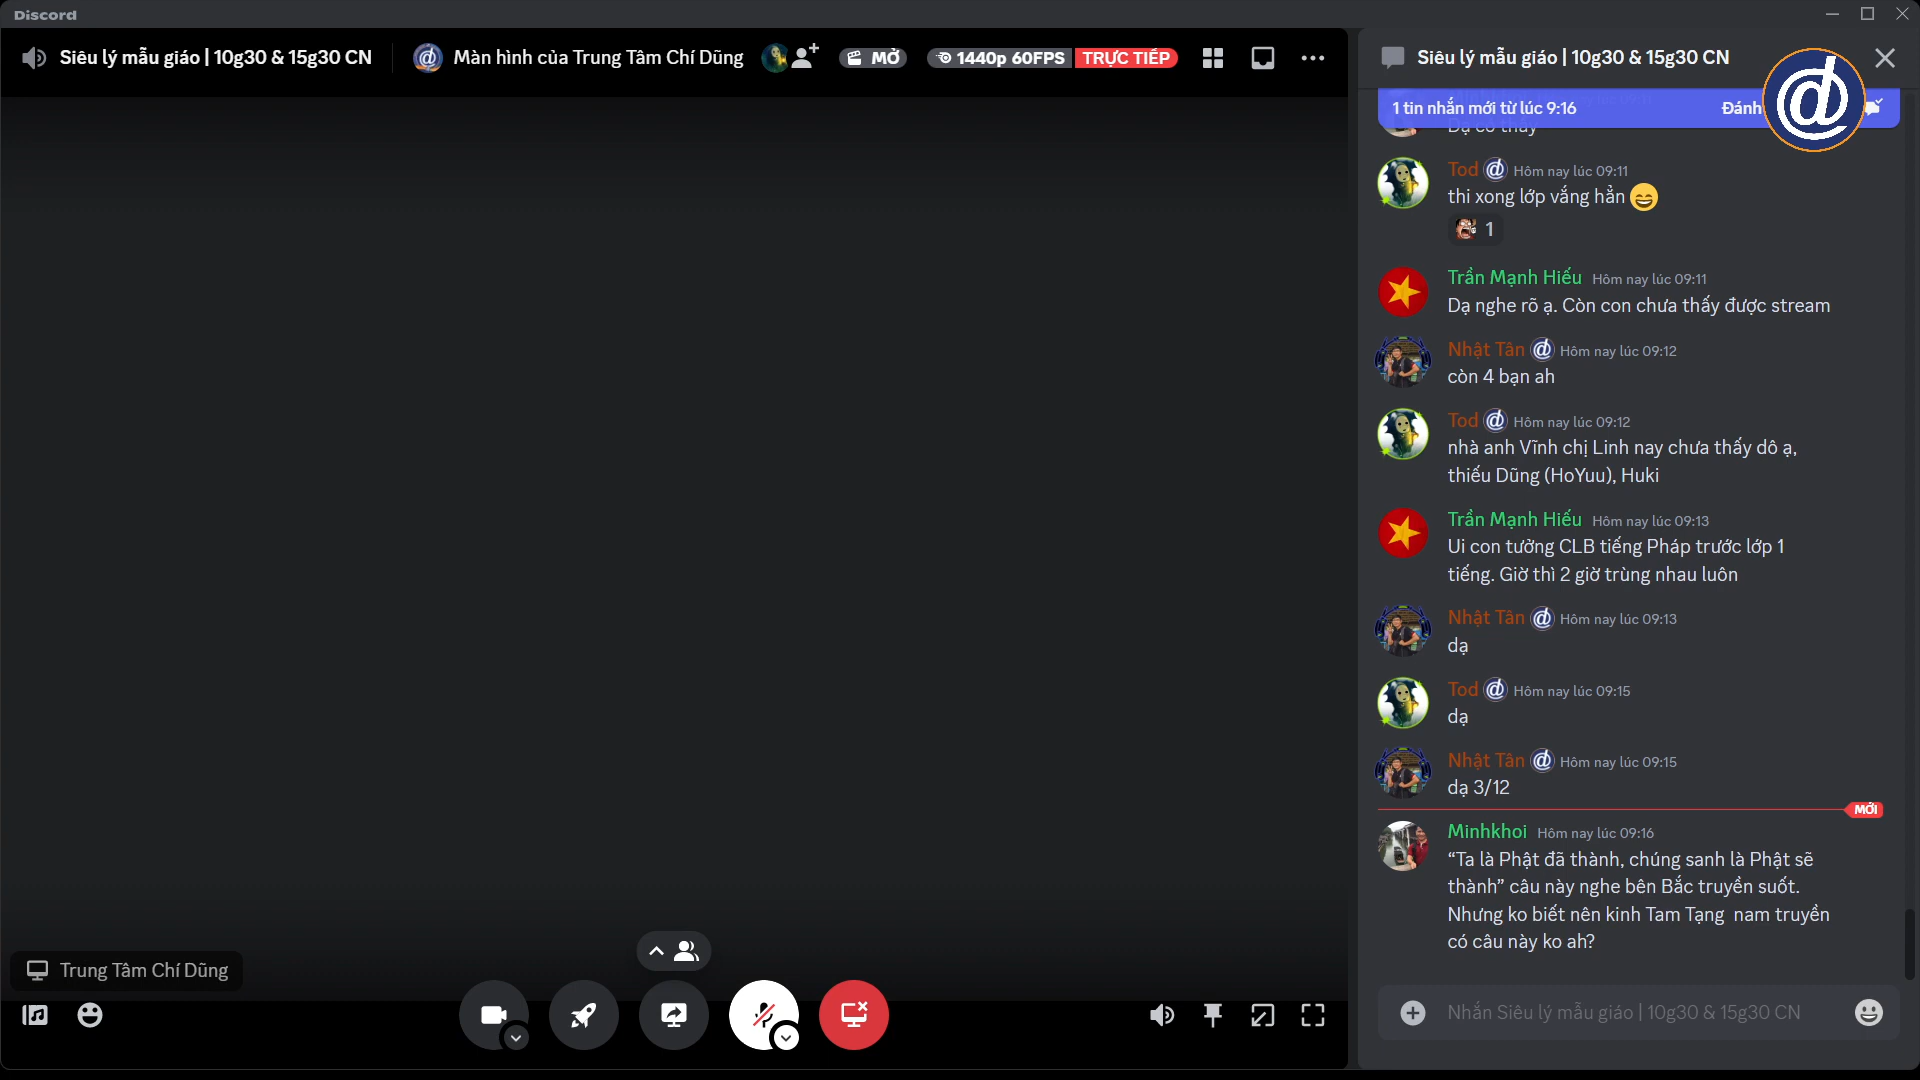 Discord
Siêu lý mẫu giáo | 10g30 & 15g30 CN
Màn hình của Trung Tâm Chí Dũng
MỞ
1440p 60FPS
TRỰC TIẾP
Siêu lý mẫu giáo | 10g30 & 15g30 CN
1 tin nhắn mới từ lúc 9:16
Đánh
Dạ có thấy
Tod @ Hôm nay lúc 09:11
thi xong lớp vắng hẳn 😄
1
Trần Mạnh Hiếu Hôm nay lúc 09:11
Dạ nghe rõ ạ. Còn con chưa thấy được stream
Nhật Tân @ Hôm nay lúc 09:12
còn 4 bạn ah
Tod @ Hôm nay lúc 09:12
nhà anh Vĩnh chị Linh nay chưa thấy dô ạ,
thiếu Dũng (HoYuu), Huki
Trần Mạnh Hiếu Hôm nay lúc 09:13
Ui con tưởng CLB tiếng Pháp trước lớp 1
tiếng. Giờ thì 2 giờ trùng nhau luôn
Nhật Tân @ Hôm nay lúc 09:13
dạ
Tod @ Hôm nay lúc 09:15
dạ
Nhật Tân @ Hôm nay lúc 09:15
dạ 3/12
MỚI
Minhkhoi Hôm nay lúc 09:16
“Ta là Phật đã thành, chúng sanh là Phật sẽ
thành” câu này nghe bên Bắc truyền suốt.
Nhưng ko biết nên kinh Tam Tạng nam truyền
có câu này ko ah?
Trung Tâm Chí Dũng
Nhắn Siêu lý mẫu giáo | 10g30 & 15g30 CN